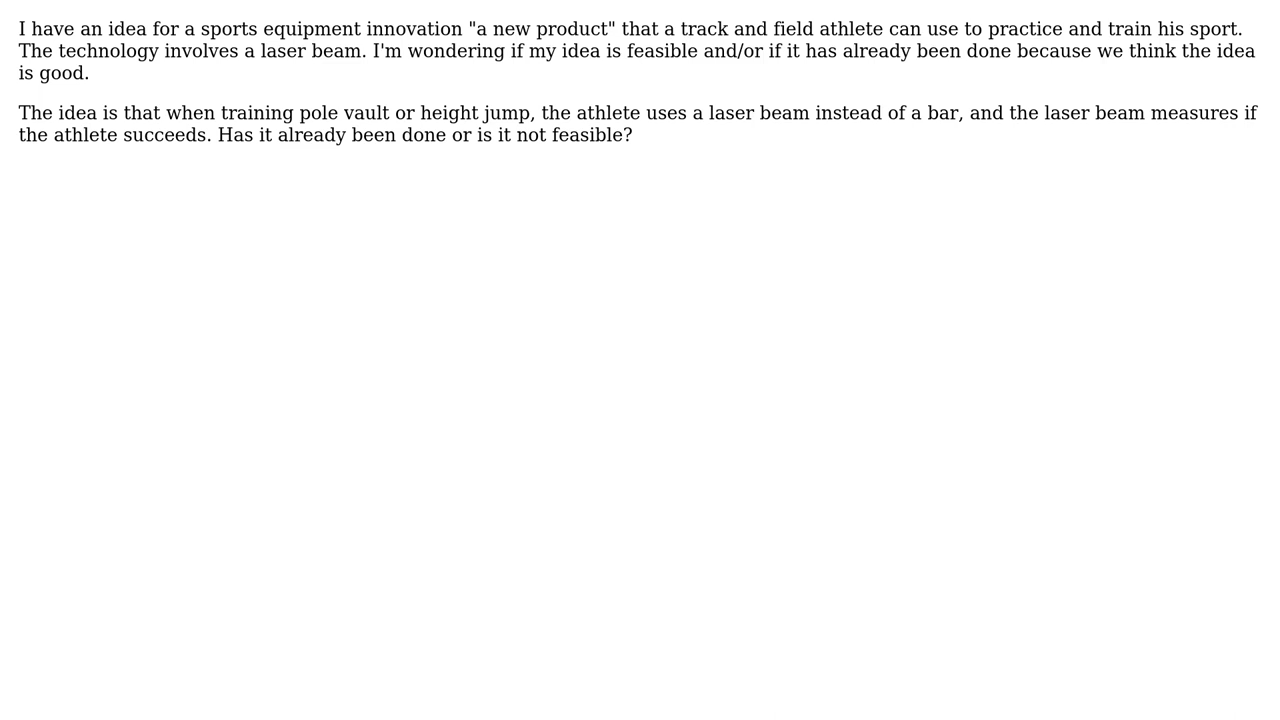 I have an idea for a sports equipment innovation "a new product" that a track and field athlete can use to practice and train his sport.
The technology involves a laser beam. I'm wondering if my idea is feasible and/or if it has already been done because we think the idea
is good.
The idea is that when training pole vault or height jump, the athlete uses a laser beam instead of a bar, and the laser beam measures if
the athlete succeeds. Has it already been done or is it not feasible?